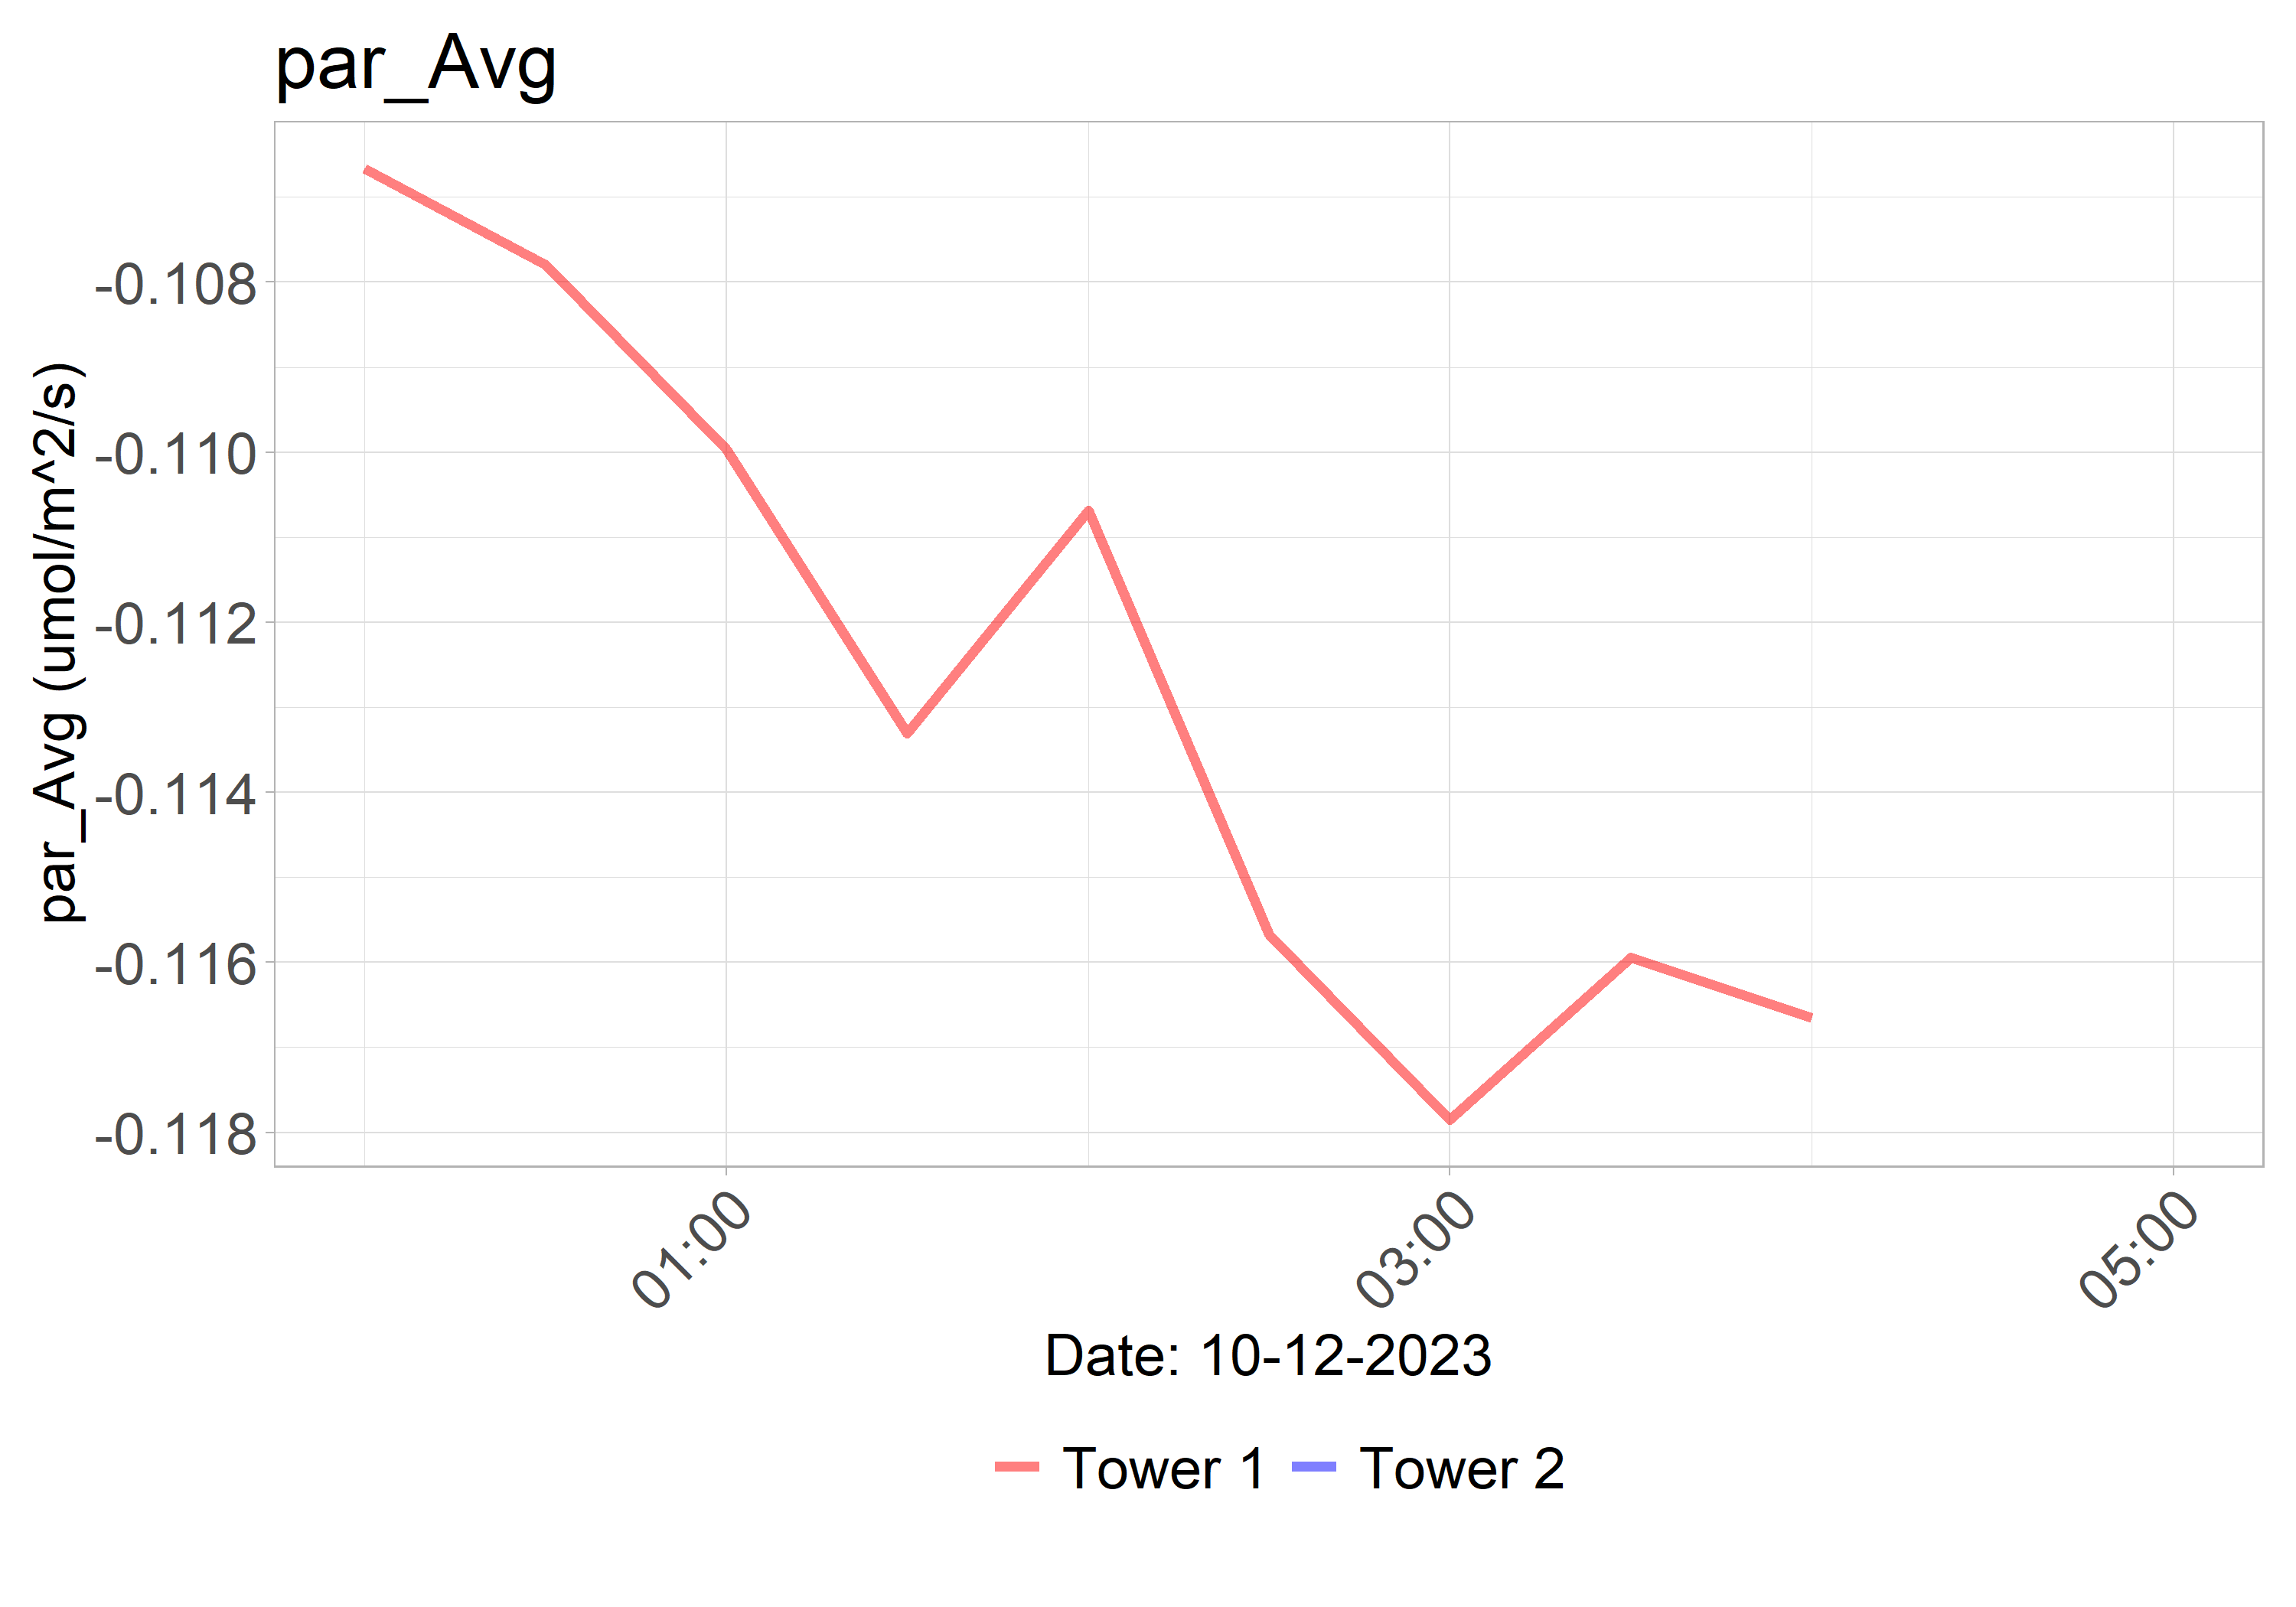 par_Avg
par_Avg (umol/m^2/s)
-0.108
-0.110
-0.112
-0.114
-0.116
-0.118
01:00
03:00
05:00
Date: 10-12-2023
Tower 1
Tower 2